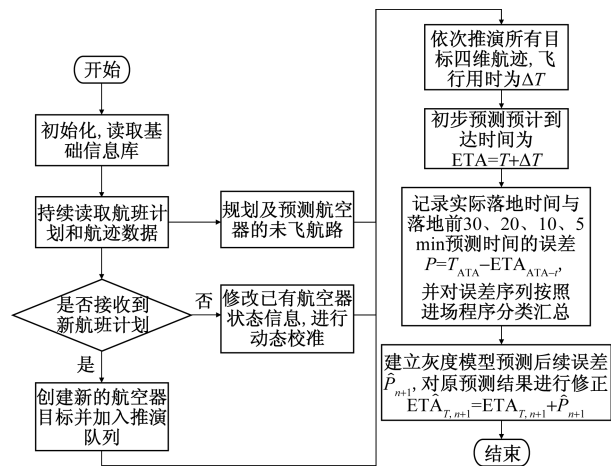 开始
初始化, 读取基
础信息库
持续读取航班计
划和航迹数据
规划及预测航空
器的未飞航路
是否接收到
新航班计划
否
修改已有航空器
状态信息, 进行
动态校准
是
创建新的航空器
目标并加入推演
队列
依次推演所有目
标四维航迹, 飞
行用时为ΔT
初步预测预计到
达时间为
ETA=T+ΔT
记录实际落地时间与
落地前30、20、10、5
min预测时间的误差
P=T_ATA−ETA_ATA−t,
并对误差序列按照
进场程序分类汇总
建立灰度模型预测后续误差
P̂_n+1, 对原预测结果进行修正
ETÂ_T, n+1=ETA_T, n+1+P̂_n+1
结束